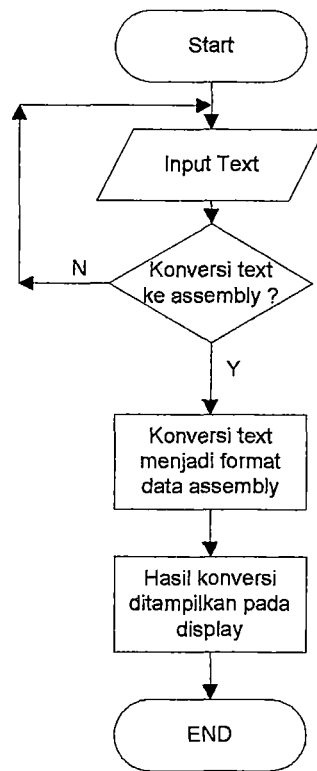 Start
Input Text
N
Konversi text
ke assembly ?
Y
Konversi text
menjadi format
data assembly
Hasil konversi
ditampilkan pada
display
END